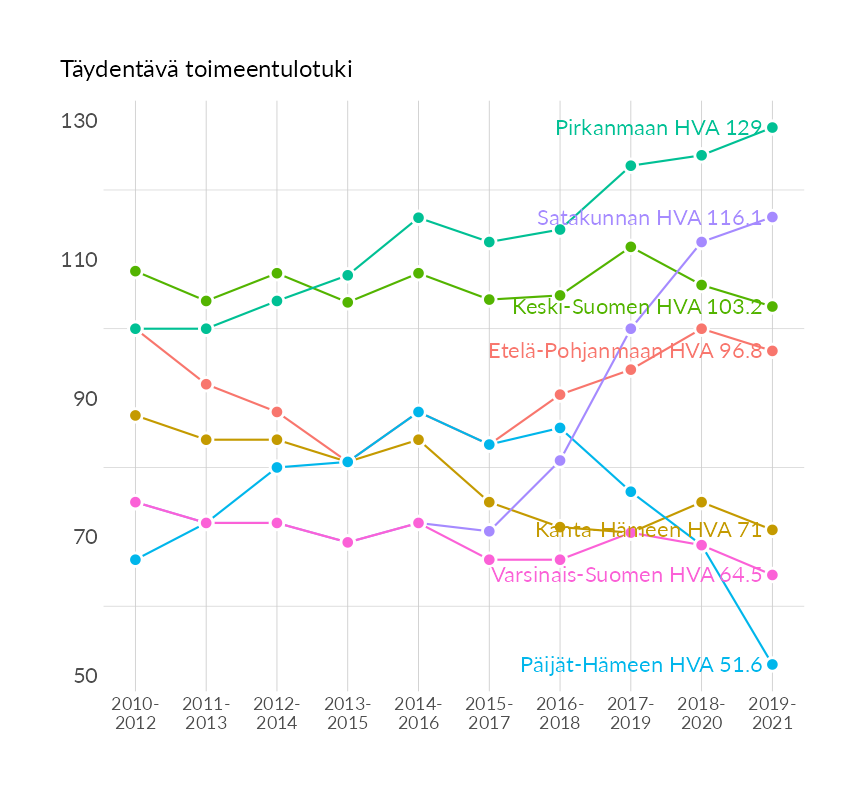 Täydentävä toimeentulotuki
130
Pirkanmaan HVA 129
Satakunnan HVA 116.1
110
Keski-Suomen HVA 103.2
Etelä-Pohjanmaan HVA 96.8
90
70
Kanta-Hämeen HVA 71
Varsinais-Suomen HVA 64.5
Päijät-Hämeen HVA 51.6
50
2010- 2011- 2012- 2013- 2014- 2015- 2016- 2017- 2018- 2019-
2012 2013 2014 2015 2016 2017 2018 2019 2020 2021